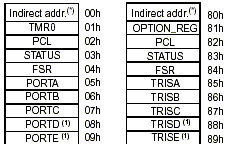 Indirect addr.(*) 00h Indirect addr.(*) 80h
TMR0 01h OPTION_REG 81h
PCL 02h PCL 82h
STATUS 03h STATUS 83h
FSR 04h FSR 84h
PORTA 05h TRISA 85h
PORTB 06h TRISB 86h
PORTC 07h TRISC 87h
PORTD (1) 08h TRISD (1) 88h
PORTE (1) 09h TRISE (1) 89h